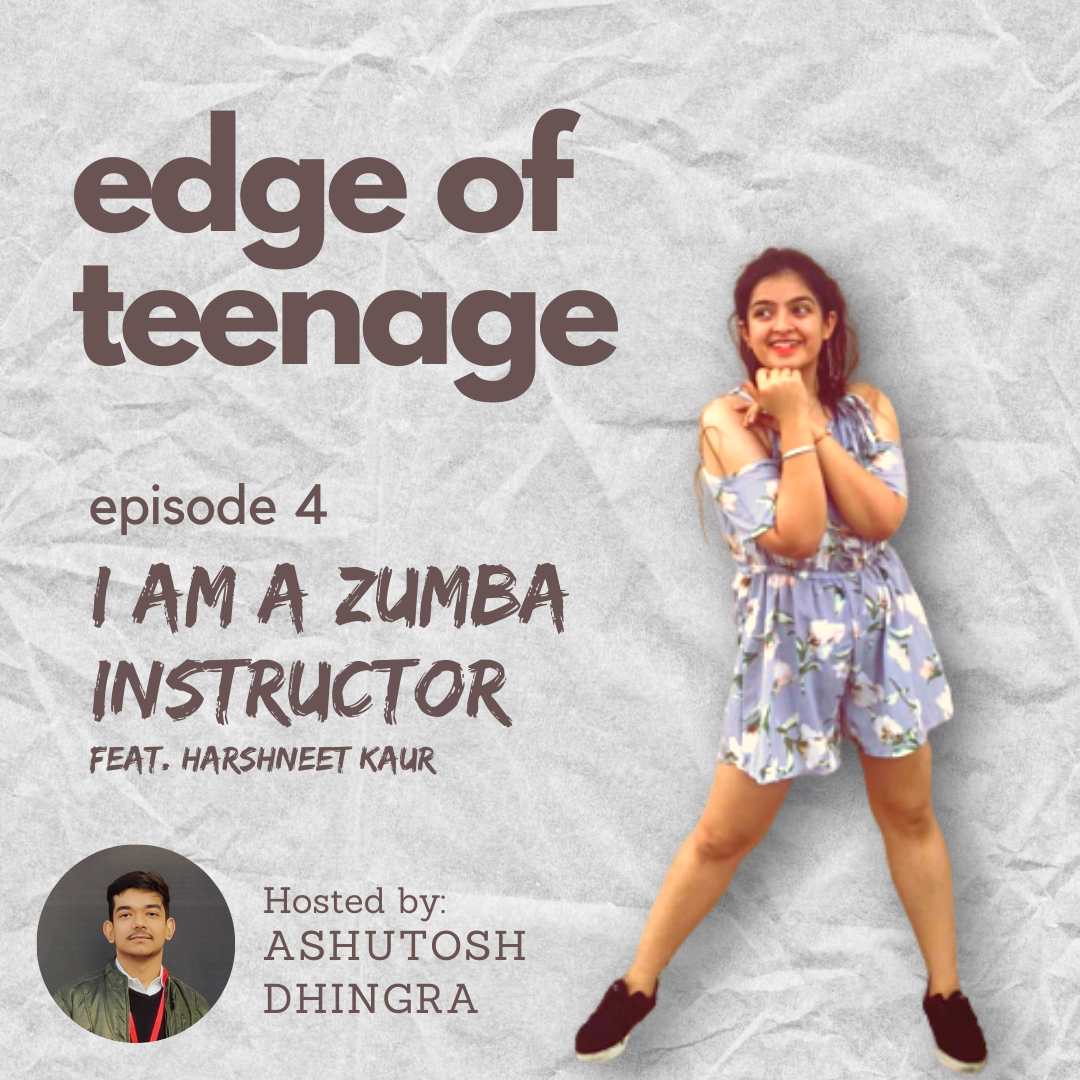 edge of
teenage
episode 4
I AM A ZUMBA
INSTRUCTOR
FEAT. HARSHNEET KAUR
Hosted by:
ASHUTOSH
DHINGRA